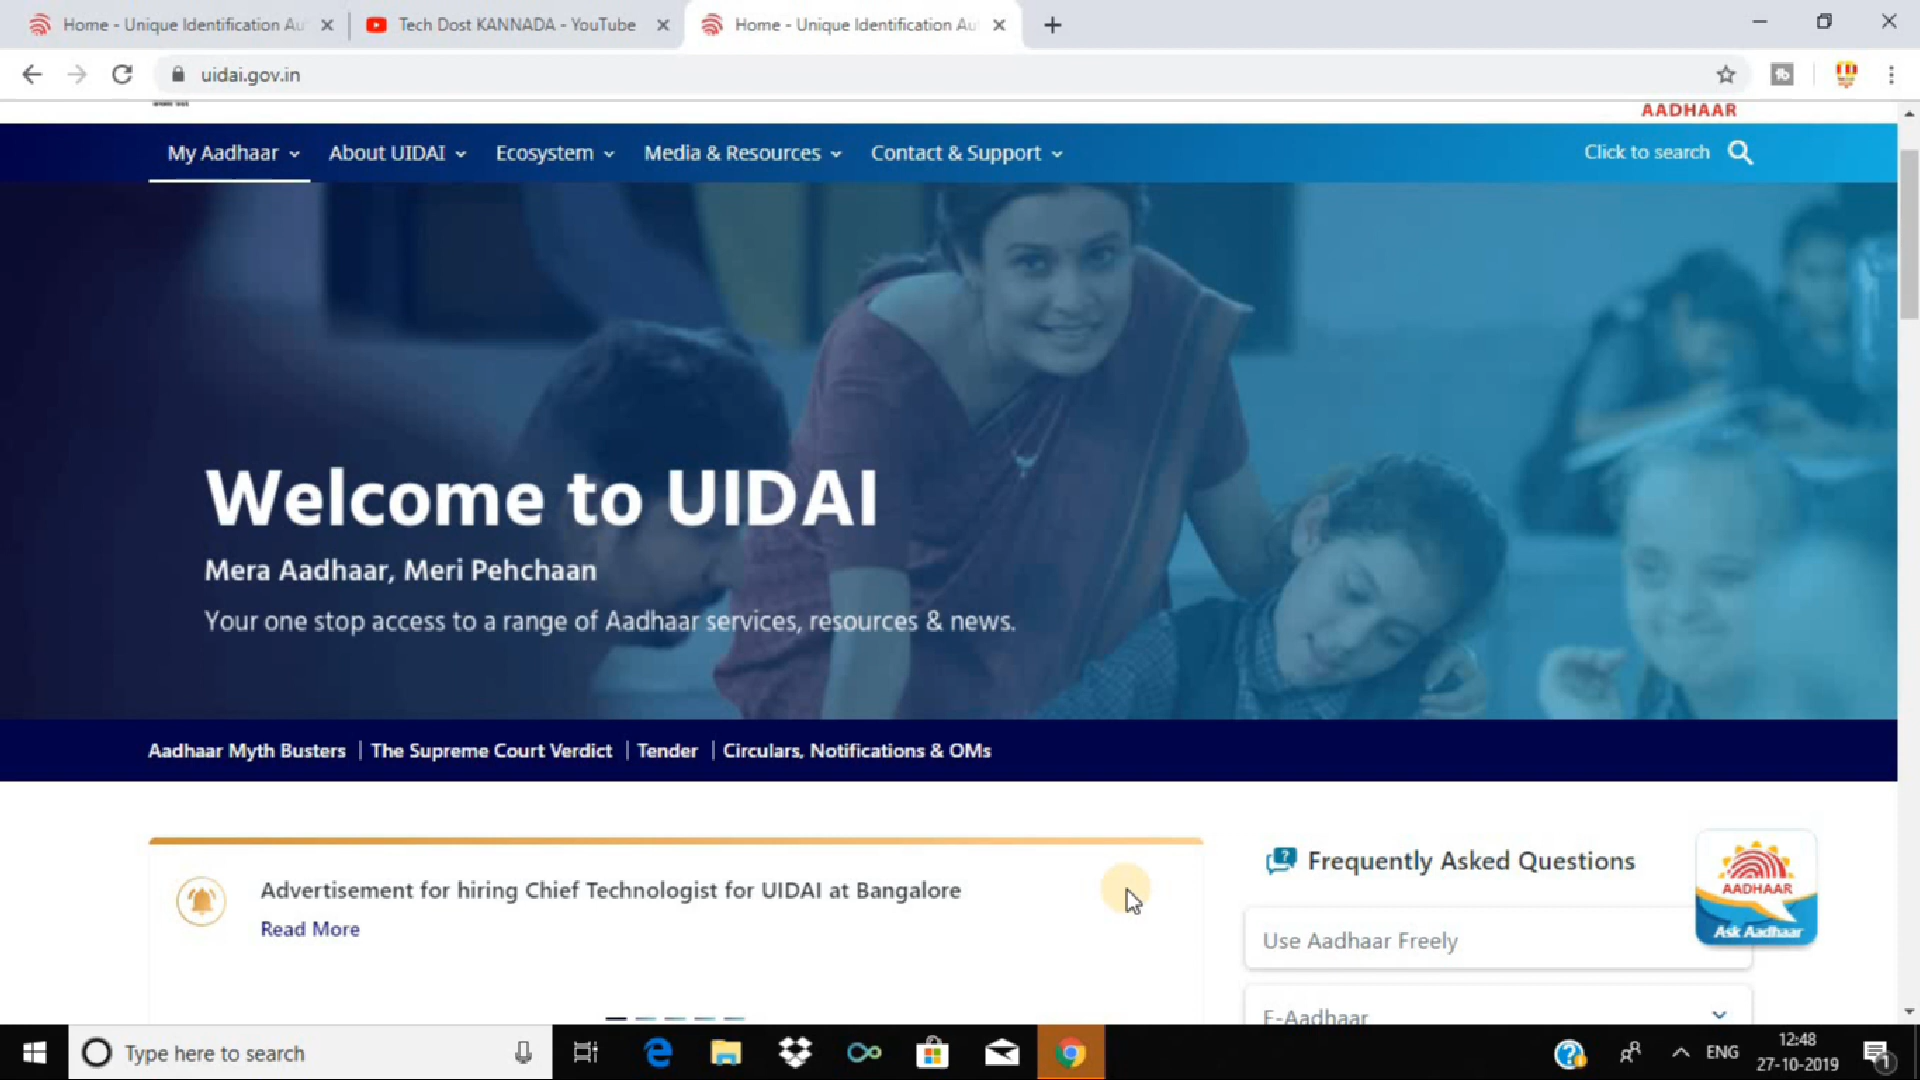 Home - Unique Identification Au
Tech Dost KANNADA - YouTube
Home - Unique Identification Au
uidai.gov.in
AADHAAR
My Aadhaar
About UIDAI
Ecosystem
Media & Resources
Contact & Support
Click to search
Welcome to UIDAI
Mera Aadhaar, Meri Pehchaan
Your one stop access to a range of Aadhaar services, resources & news.
Aadhaar Myth Busters | The Supreme Court Verdict | Tender | Circulars, Notifications & OMs
Advertisement for hiring Chief Technologist for UIDAI at Bangalore
Read More
Frequently Asked Questions
AADHAAR
Ask Aadhaar
Use Aadhaar Freely
E-Aadhaar
Type here to search
ENG
12:48
27-10-2019
1